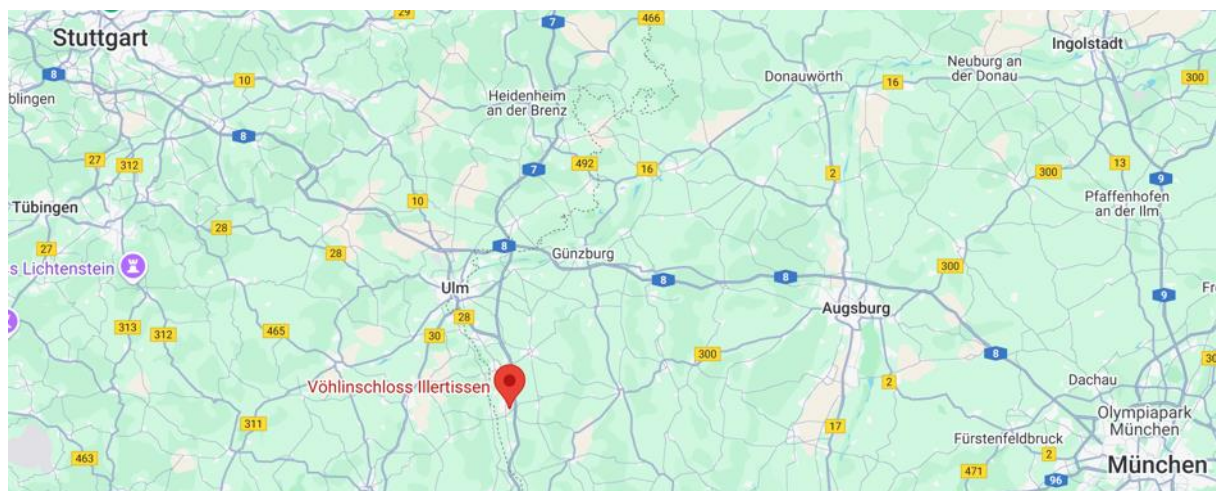 29
466
7
Stuttgart
Ingolstadt
8
10
Donauwörth
16
Neuburg an
der Donau
300
blingen
Heidenheim
an der Brenz
8
27
312
7
492
16
2
300
13
9
Tübingen
10
Pfaffenhofen
an der Ilm
28
27
28
8
Günzburg
s Lichtenstein
8
8
300
Ulm
9
Fr
Augsburg
313
312
465
30
28
300
8
30
Völhinschloss Illertissen
2
Dachau
311
17
Olympiapark
München
Fürstenfeldbruck
2
463
471
München
96